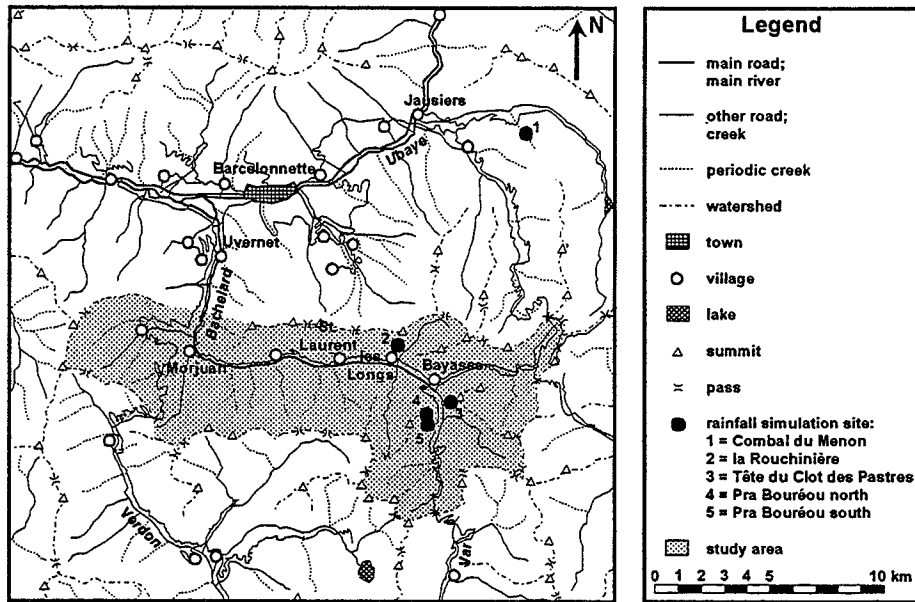 N
Jausiers
1
Ubaye
Barcelonnette
Uvernet
Bachelard
St.
Laurent
les
Longs
2
Bayasse
Morjuan
4
3
5
Verdon
Var
Legend
main road;
main river
other road;
creek
periodic creek
watershed
town
village
lake
summit
pass
rainfall simulation site:
1 = Combal du Menon
2 = la Rouchinière
3 = Tête du Clot des Pastres
4 = Pra Bouréou north
5 = Pra Bouréou south
study area
0 1 2 3 4 5 10 km